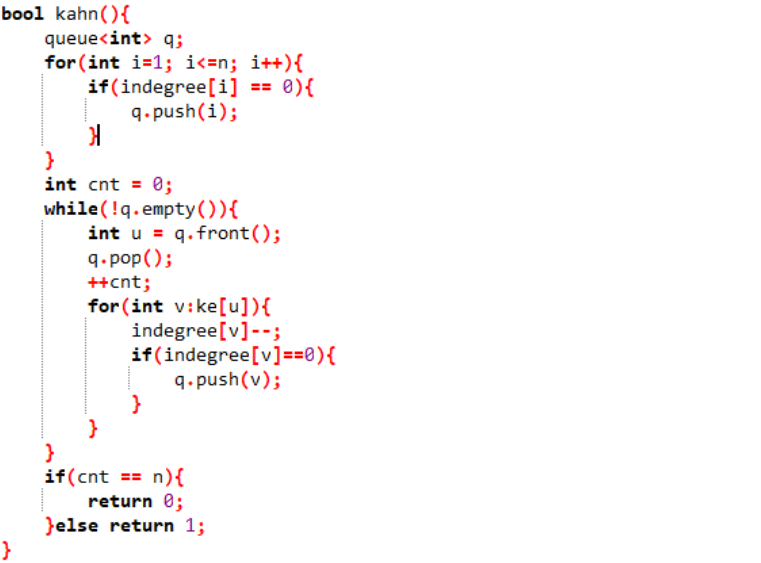 bool kahn(){
    queue<int> q;
    for(int i=1; i<=n; i++){
        if(indegree[i] == 0){
            q.push(i);
        }
    }
    int cnt = 0;
    while(!q.empty()){
        int u = q.front();
        q.pop();
        ++cnt;
        for(int v:ke[u]){
            indegree[v]--;
            if(indegree[v]==0){
                q.push(v);
            }
        }
    }
    if(cnt == n){
        return 0;
    }else return 1;
}